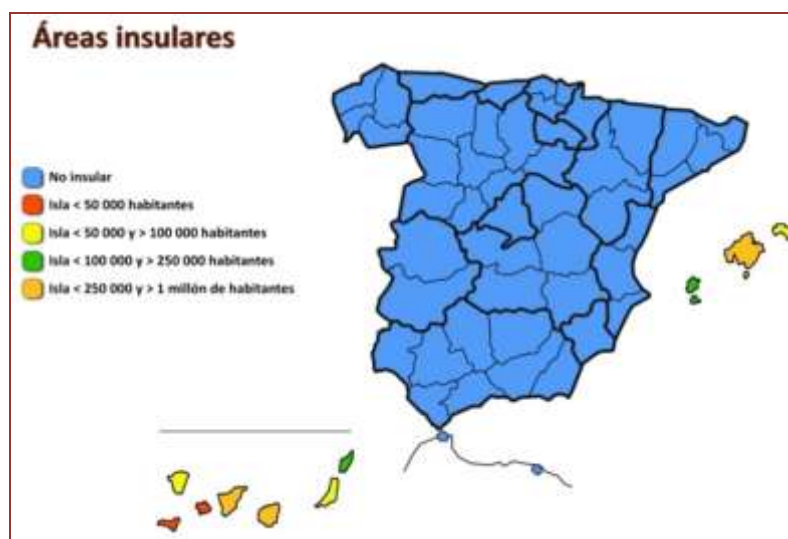 Áreas insulares
No insular
Isla < 50 000 habitantes
Isla < 50 000 y > 100 000 habitantes
Isla < 100 000 y > 250 000 habitantes
Isla < 250 000 y > 1 millón de habitantes